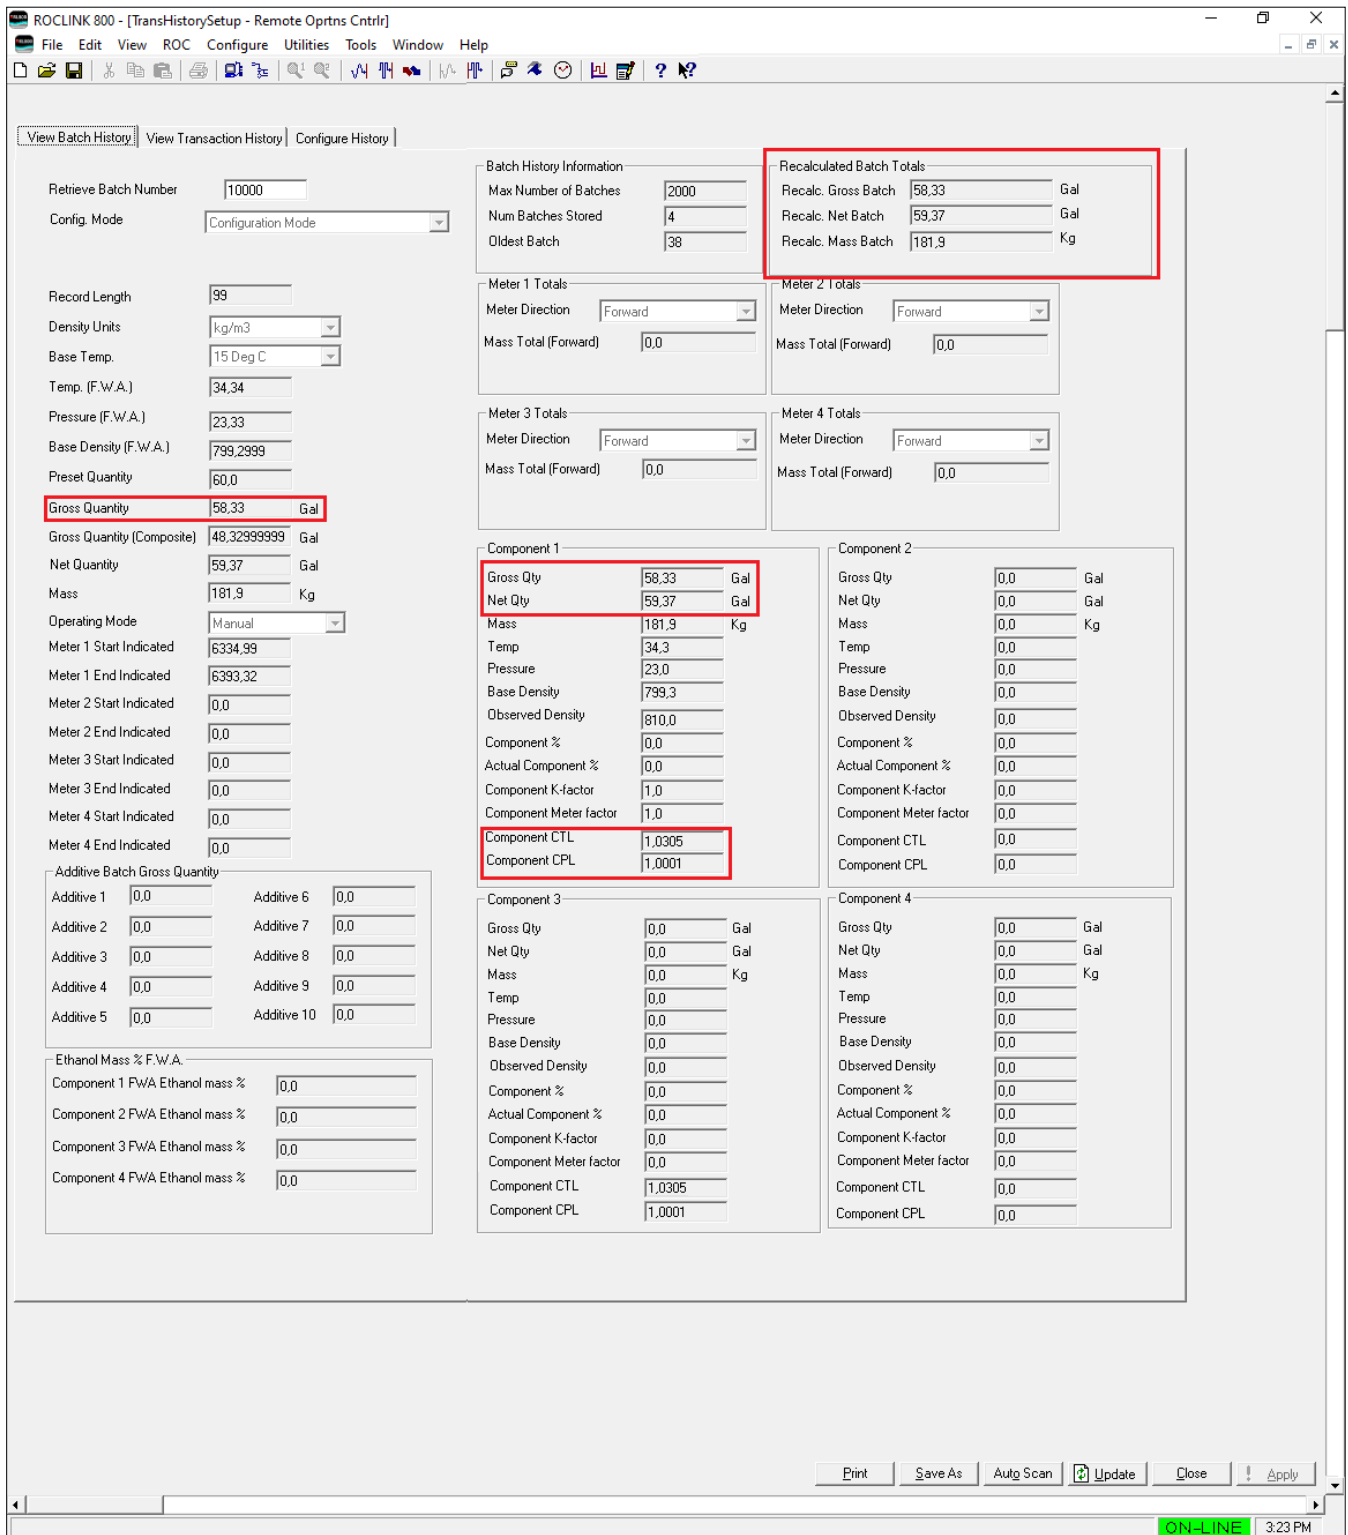 ROCLINK 800 - [TransHistorySetup - Remote Oprtns Cntrlr]
File Edit View ROC Configure Utilities Tools Window Help
View Batch History View Transaction History Configure History
Retrieve Batch Number 10000
Config. Mode Configuration Mode
Record Length 99
Density Units kg/m3
Base Temp. 15 Deg C
Temp. (F.W.A.) 34,34
Pressure (F.W.A.) 23,33
Base Density (F.W.A.) 799,2999
Preset Quantity 60,0
Gross Quantity 58,33 Gal
Gross Quantity (Composite) 48,32999999 Gal
Net Quantity 59,37 Gal
Mass 181,9 Kg
Operating Mode Manual
Meter 1 Start Indicated 6334,99
Meter 1 End Indicated 6393,32
Meter 2 Start Indicated 0,0
Meter 2 End Indicated 0,0
Meter 3 Start Indicated 0,0
Meter 3 End Indicated 0,0
Meter 4 Start Indicated 0,0
Meter 4 End Indicated 0,0
Additive Batch Gross Quantity
Additive 1 0,0 Additive 6 0,0
Additive 2 0,0 Additive 7 0,0
Additive 3 0,0 Additive 8 0,0
Additive 4 0,0 Additive 9 0,0
Additive 5 0,0 Additive 10 0,0
Ethanol Mass % F.W.A.
Component 1 FWA Ethanol mass % 0,0
Component 2 FWA Ethanol mass % 0,0
Component 3 FWA Ethanol mass % 0,0
Component 4 FWA Ethanol mass % 0,0
Batch History Information
Max Number of Batches 2000
Num Batches Stored 4
Oldest Batch 38
Recalculated Batch Totals
Recalc. Gross Batch 58,33 Gal
Recalc. Net Batch 59,37 Gal
Recalc. Mass Batch 181,9 Kg
Meter 1 Totals
Meter Direction Forward
Mass Total (Forward) 0,0
Meter 2 Totals
Meter Direction Forward
Mass Total (Forward) 0,0
Meter 3 Totals
Meter Direction Forward
Mass Total (Forward) 0,0
Meter 4 Totals
Meter Direction Forward
Mass Total (Forward) 0,0
Component 1
Gross Qty 58,33 Gal
Net Qty 59,37 Gal
Mass 181,9 Kg
Temp 34,3
Pressure 23,0
Base Density 799,3
Observed Density 810,0
Component % 0,0
Actual Component % 0,0
Component K-factor 1,0
Component Meter factor 1,0
Component CTL 1,0305
Component CPL 1,0001
Component 2
Gross Qty 0,0 Gal
Net Qty 0,0 Gal
Mass 0,0 Kg
Temp 0,0
Pressure 0,0
Base Density 0,0
Observed Density 0,0
Component % 0,0
Actual Component % 0,0
Component K-factor 0,0
Component Meter factor 0,0
Component CTL 0,0
Component CPL 0,0
Component 3
Gross Qty 0,0 Gal
Net Qty 0,0 Gal
Mass 0,0 Kg
Temp 0,0
Pressure 0,0
Base Density 0,0
Observed Density 0,0
Component % 0,0
Actual Component % 0,0
Component K-factor 0,0
Component Meter factor 0,0
Component CTL 1,0305
Component CPL 1,0001
Component 4
Gross Qty 0,0 Gal
Net Qty 0,0 Gal
Mass 0,0 Kg
Temp 0,0
Pressure 0,0
Base Density 0,0
Observed Density 0,0
Component % 0,0
Actual Component % 0,0
Component K-factor 0,0
Component Meter factor 0,0
Component CTL 0,0
Component CPL 0,0
Print Save As Auto Scan Update Close ! Apply
ON-LINE 3:23 PM